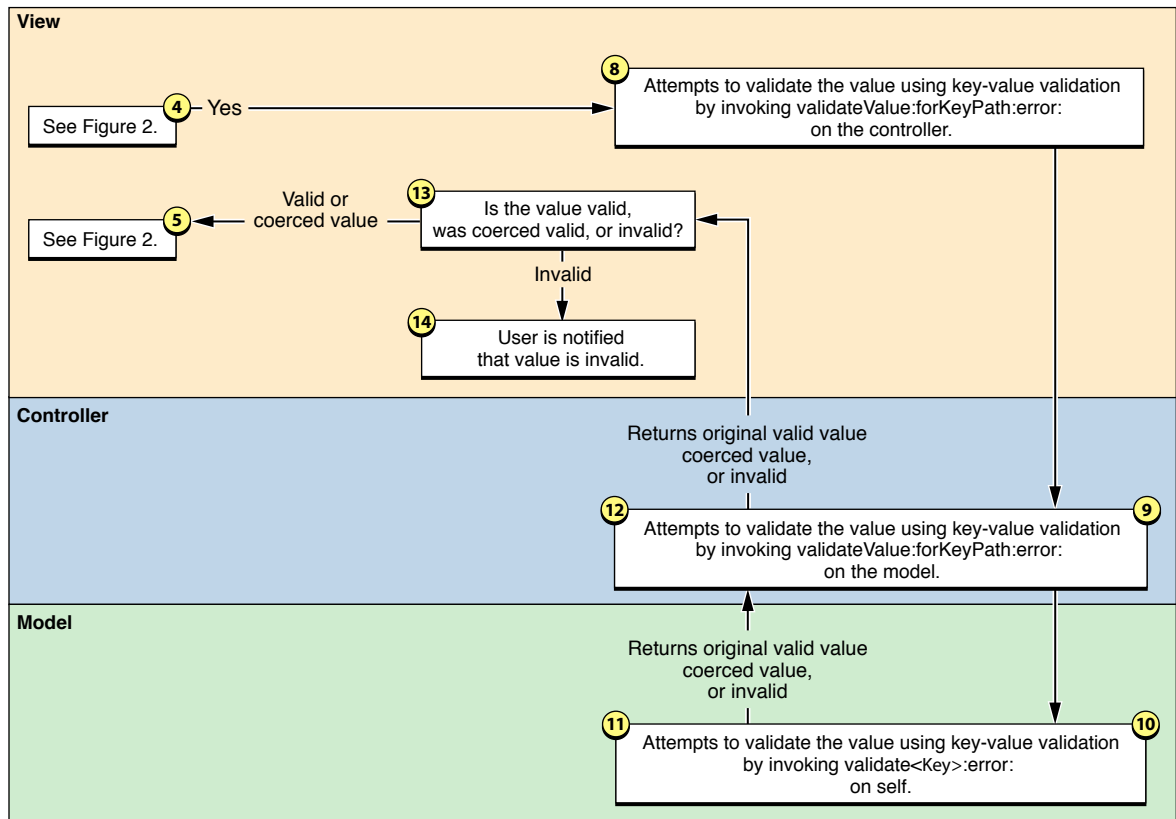 View
8
Attempts to validate the value using key-value validation
by invoking validateValue:forKeyPath:error:
on the controller.
4
Yes
See Figure 2.
13
Is the value valid,
was coerced valid, or invalid?
Valid or
coerced value
5
See Figure 2.
Invalid
14
User is notified
that value is invalid.
Controller
Returns original valid value
coerced value,
or invalid
12
9
Attempts to validate the value using key-value validation
by invoking validateValue:forKeyPath:error:
on the model.
Model
Returns original valid value
coerced value,
or invalid
11
10
Attempts to validate the value using key-value validation
by invoking validate<Key>:error:
on self.